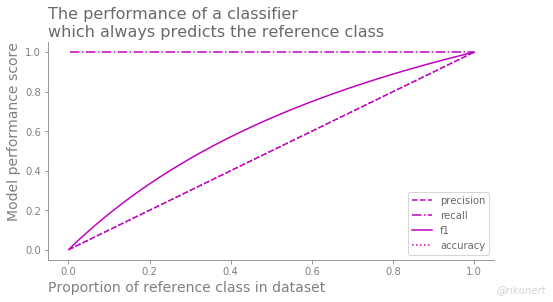 The performance of a classifier
which always predicts the reference class
Model performance score
1.0
0.8
0.6
0.4
0.2
0.0
0.0 0.2 0.4 0.6 0.8 1.0
precision
recall
f1
accuracy
Proportion of reference class in dataset
@rikunert